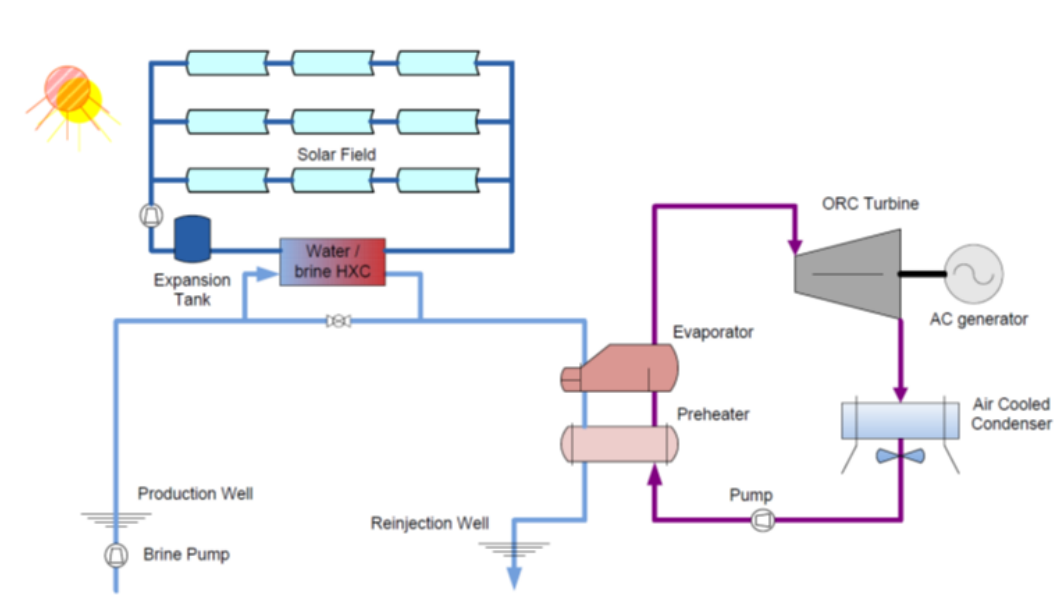 Solar Field
Water /
brine HXC
Expansion
Tank
ORC Turbine
AC generator
Evaporator
Preheater
Air Cooled
Condenser
Pump
Production Well
Reinjection Well
Brine Pump